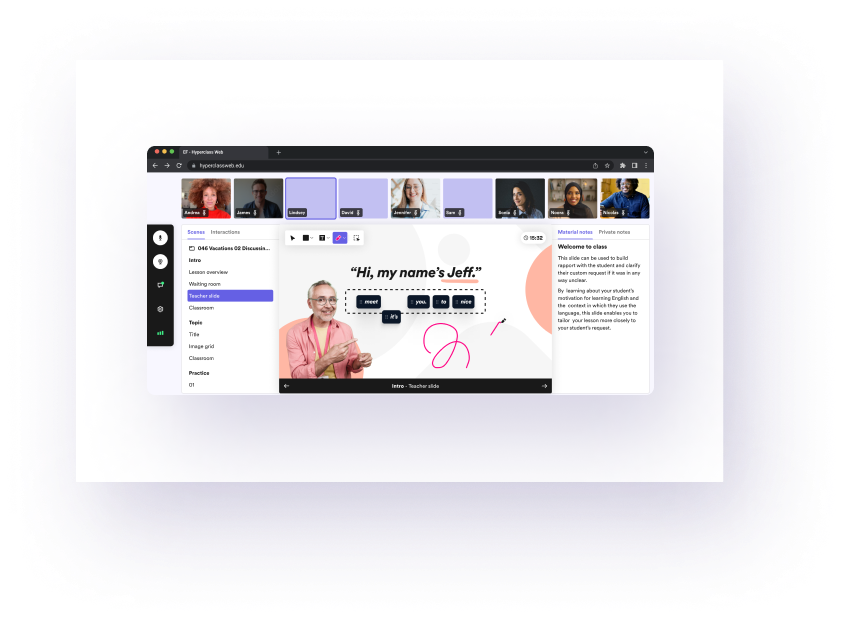 Hyperclass Web
hyperclassweb.edu
Andrea
James
Lindsey
David
Jennifer
Sam
Sonia
Naana
Nicolas
Scenes Interactions
046 Vacations 02 Discussin...
Intro
Lesson overview
Waiting room
Teacher slide
Classroom
Topic
Title
Image grid
Classroom
Practice
01
15:32
“Hi, my name’s Jeff.”
meet you. to nice
it’s
Intro - Teacher slide
Material notes Private notes
Welcome to class
This slide can be used to build
rapport with the student and clarify
their custom request if it was in any
way unclear.
By learning about your student's
motivation for learning English and
the context in which they use the
language, this slide enables you to
tailor your lesson more closely to
your student's request.